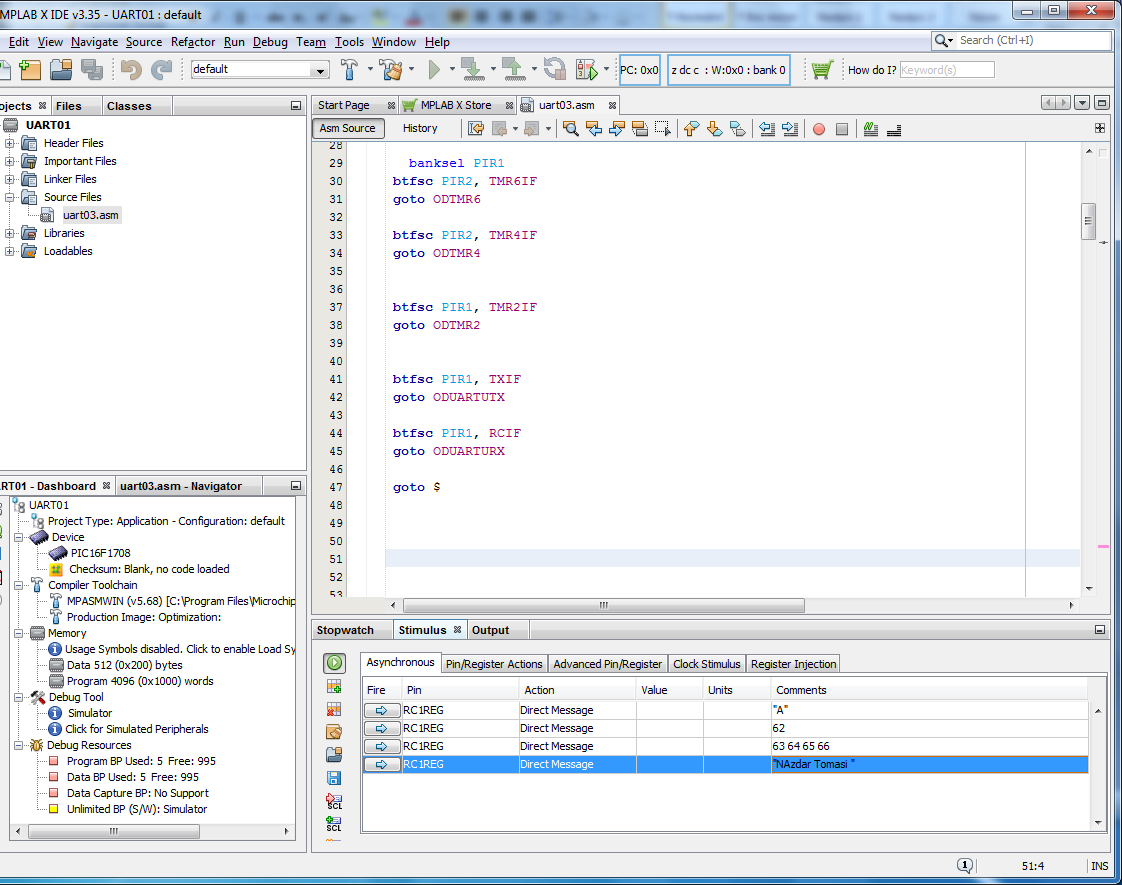 MPLAB X IDE v3.35 - UART01 : default
Edit View Navigate Source Refactor Run Debug Team Tools Window Help
Search (Ctrl+I)
default
PC: 0x0
z dc c : W:0x0 : bank 0
How do I? Keyword(s)
ojects Files Classes
UART01
Header Files
Important Files
Linker Files
Source Files
uart03.asm
Libraries
Loadables
Start Page MPLAB X Store uart03.asm
Asm Source History
28
29 banksel PIR1
30 btfsc PIR2, TMR6IF
31 goto ODTMR6
32
33 btfsc PIR2, TMR4IF
34 goto ODTMR4
35
36
37 btfsc PIR1, TMR2IF
38 goto ODTMR2
39
40
41 btfsc PIR1, TXIF
42 goto ODUARTUTX
43
44 btfsc PIR1, RCIF
45 goto ODUARTURX
46
47 goto $
48
49
50
51
52
53
RT01 - Dashboard uart03.asm - Navigator
UART01
Project Type: Application - Configuration: default
Device
PIC16F1708
Checksum: Blank, no code loaded
Compiler Toolchain
MPASMWIN (v5.68) [C:\Program Files\Microchip
Production Image: Optimization:
Memory
Usage Symbols disabled. Click to enable Load Sy
Data 512 (0x200) bytes
Program 4096 (0x1000) words
Debug Tool
Simulator
Click for Simulated Peripherals
Debug Resources
Program BP Used: 5 Free: 995
Data BP Used: 5 Free: 995
Data Capture BP: No Support
Unlimited BP (S/W): Simulator
Stopwatch Stimulus Output
Asynchronous Pin/Register Actions Advanced Pin/Register Clock Stimulus Register Injection
Fire Pin Action Value Units Comments
RC1REG Direct Message "A"
RC1REG Direct Message 62
RC1REG Direct Message 63 64 65 66
RC1REG Direct Message "NAzdar Tomasi "
SCL
SCL
1
51:4 INS